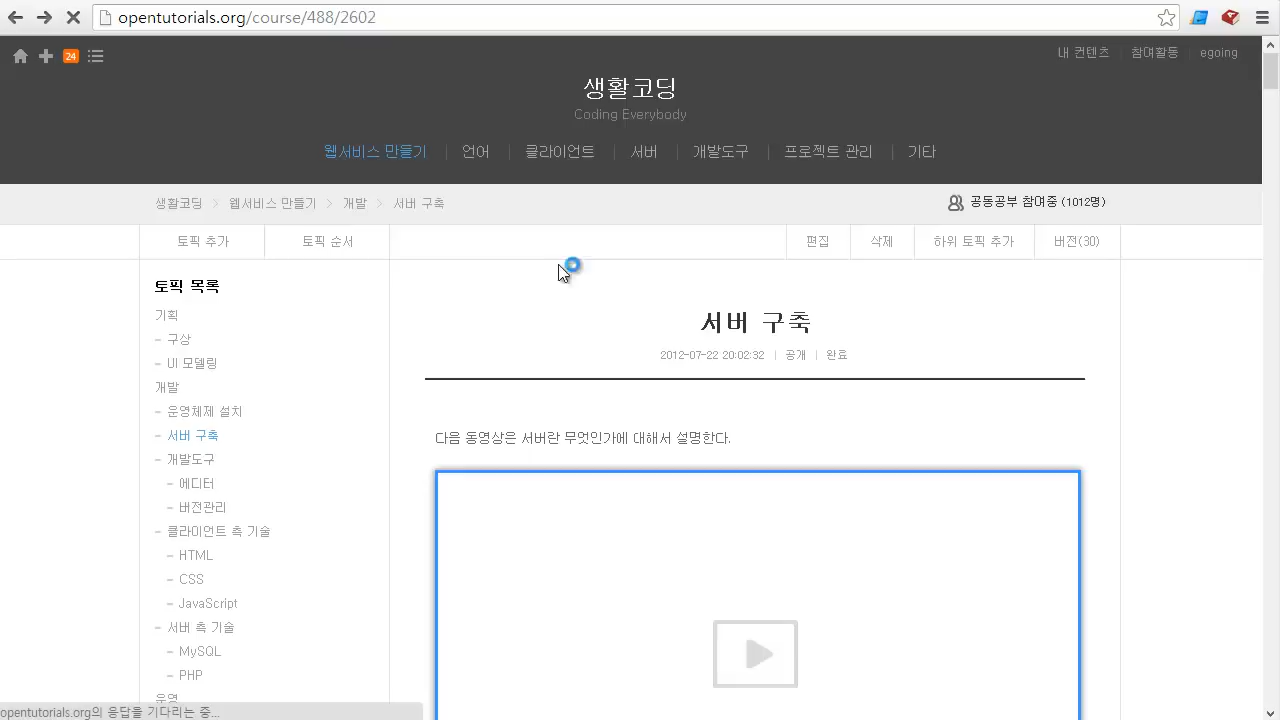 opentutorials.org/course/488/2602
24
내 컨텐츠 참여활동 egoing
생활코딩
Coding Everybody
웹서비스 만들기 언어 클라이언트 서버 개발도구 프로젝트 관리 기타
생활코딩 > 웹서비스 만들기 > 개발 > 서버 구축
공동공부 참여중 (1012명)
토픽 추가 토픽 순서 편집 삭제 하위 토픽 추가 버전(30)
토픽 목록
기획
- 구상
- UI 모델링
개발
- 운영체제 설치
- 서버 구축
- 개발도구
- 에디터
- 버전관리
- 클라이언트 측 기술
- HTML
- CSS
- JavaScript
- 서버 측 기술
- MySQL
- PHP
운영
서버 구축
2012-07-22 20:02:32 | 공개 | 완료
다음 동영상은 서버란 무엇인가에 대해서 설명한다.
opentutorials.org의 응답을 기다리는 중...